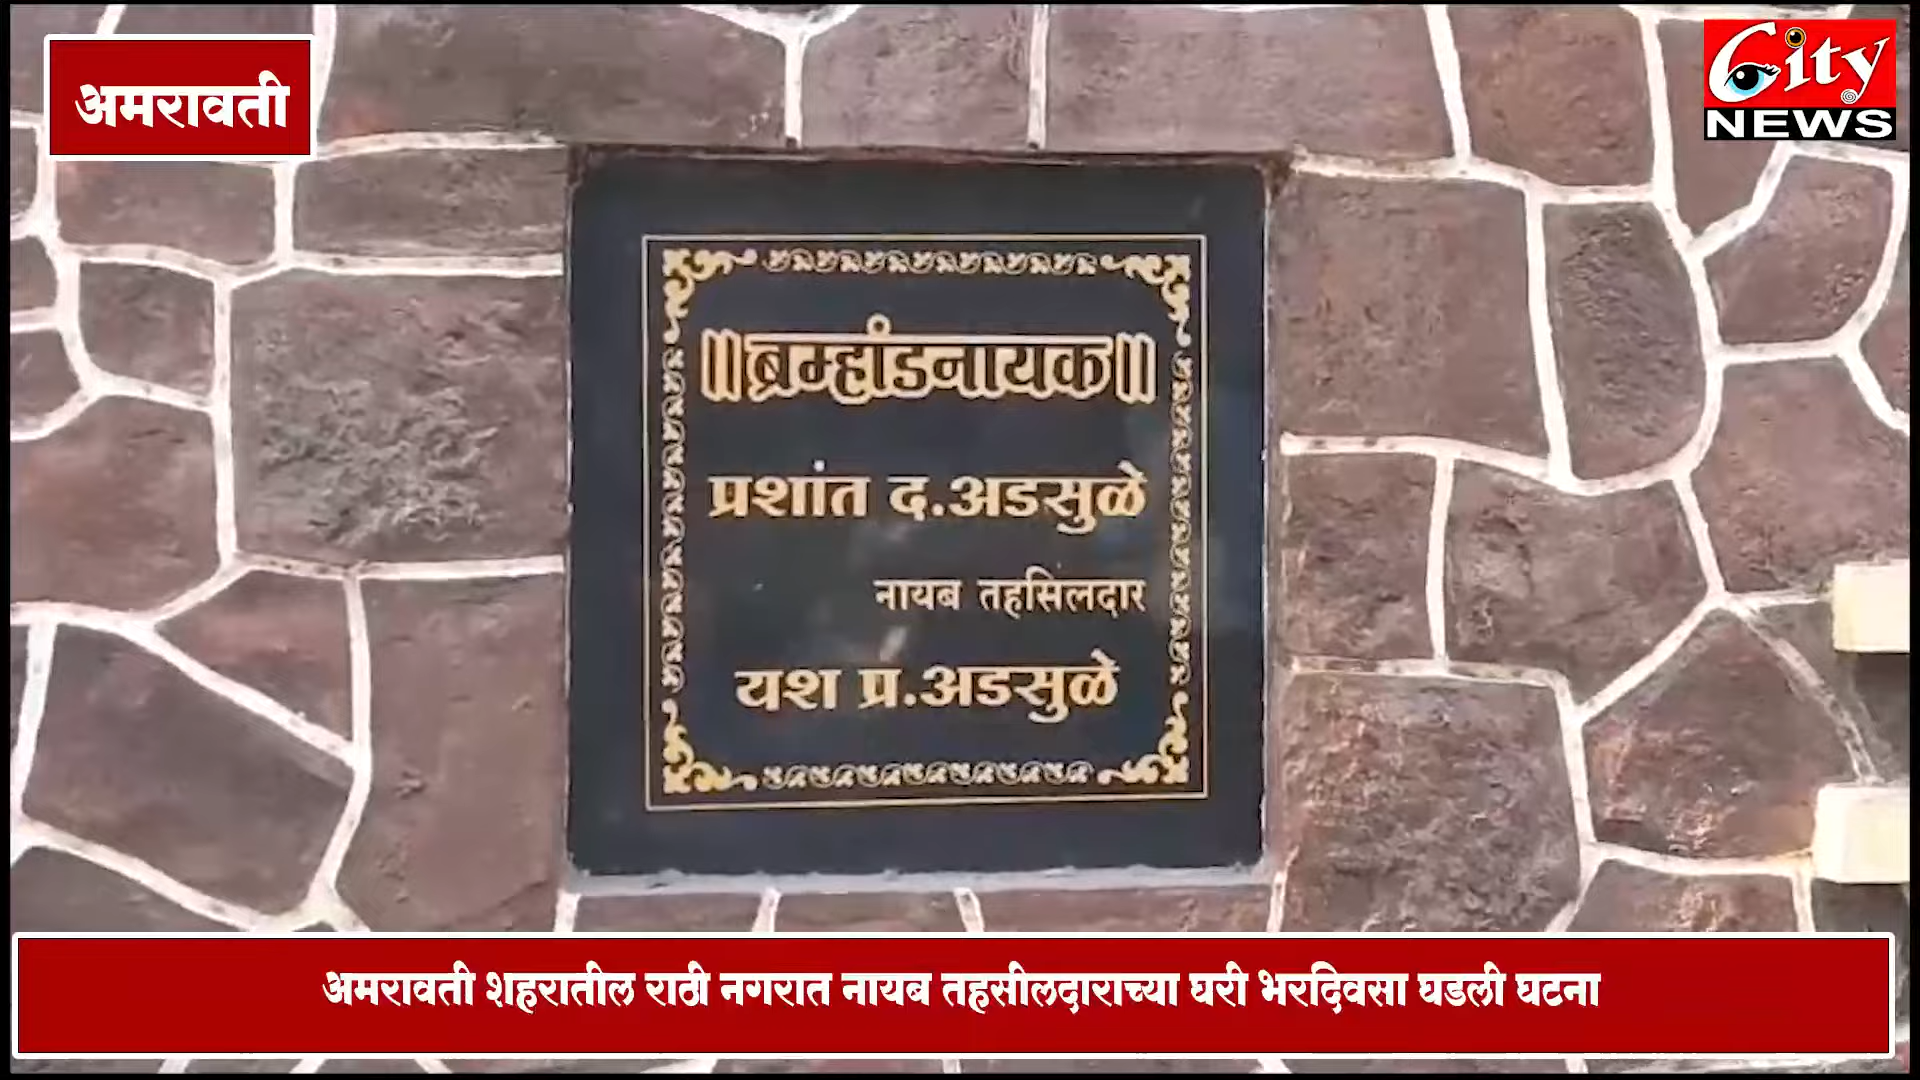 अमरावती
City
NEWS
॥ब्रम्हांडनायक॥
प्रशांत द.अडसुळे
नायब तहसिलदार
यश प्र.अडसुळे
अमरावती शहरातील राठी नगरात नायब तहसीलदाराच्या घरी भरदिवसा घडली घटना